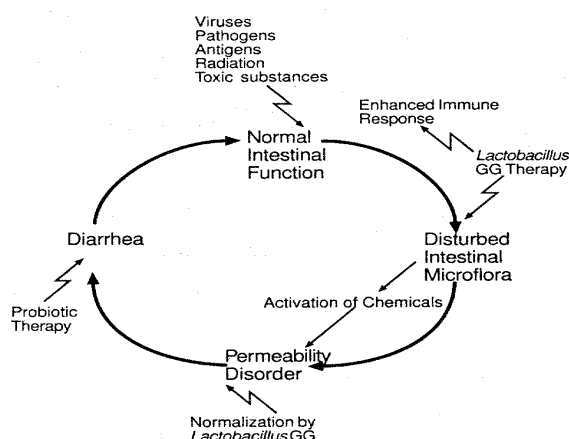 Viruses
Pathogens
Antigens
Radiation
Toxic substances
Enhanced Immune
Response
Normal
Intestinal
Function
Lactobacillus
GG Therapy
Diarrhea
Disturbed
Intestinal
Microflora
Activation of Chemicals
Probiotic
Therapy
Permeability
Disorder
Normalization by
Lactobacillus GG